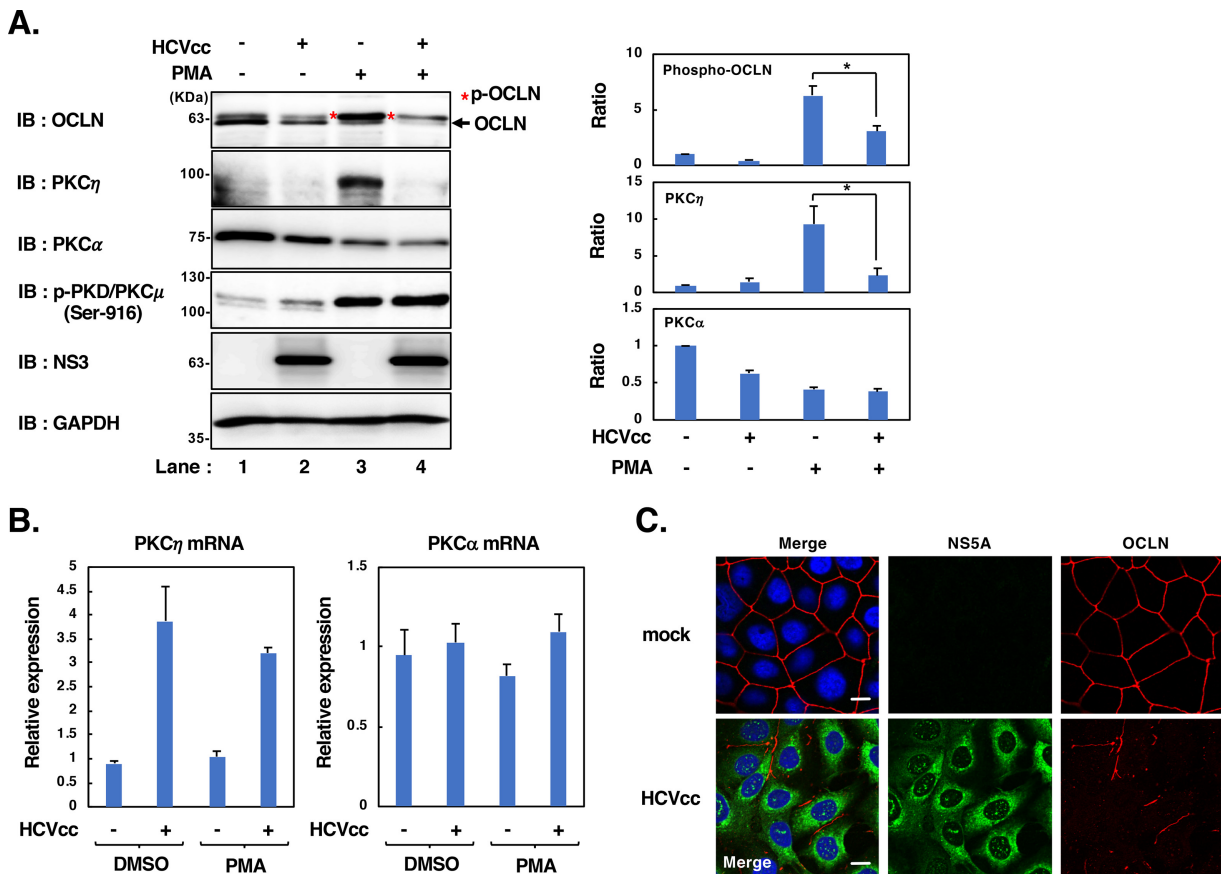 A.
HCVcc - + - +
PMA - - + +
(KDa)
*p-OCLN
IB : OCLN 63- * * OCLN
IB : PKCη 100-
IB : PKCα 75-
130-
IB : p-PKD/PKCμ
(Ser-916) 100-
IB : NS3 63-
IB : GAPDH
35-
Lane : 1 2 3 4
10
Phospho-OCLN *
Ratio
5
0
15
PKCη *
10
Ratio
5
0
1.5
PKCα
1
Ratio
0.5
0
HCVcc - + - +
PMA - - + +
B.
PKCη mRNA
Relative expression
5
4.5
4
3.5
3
2.5
2
1.5
1
0.5
0
HCVcc - + - +
DMSO PMA
PKCα mRNA
Relative expression
1.5
1
0.5
0
HCVcc - + - +
DMSO PMA
C.
Merge NS5A OCLN
mock
HCVcc
Merge